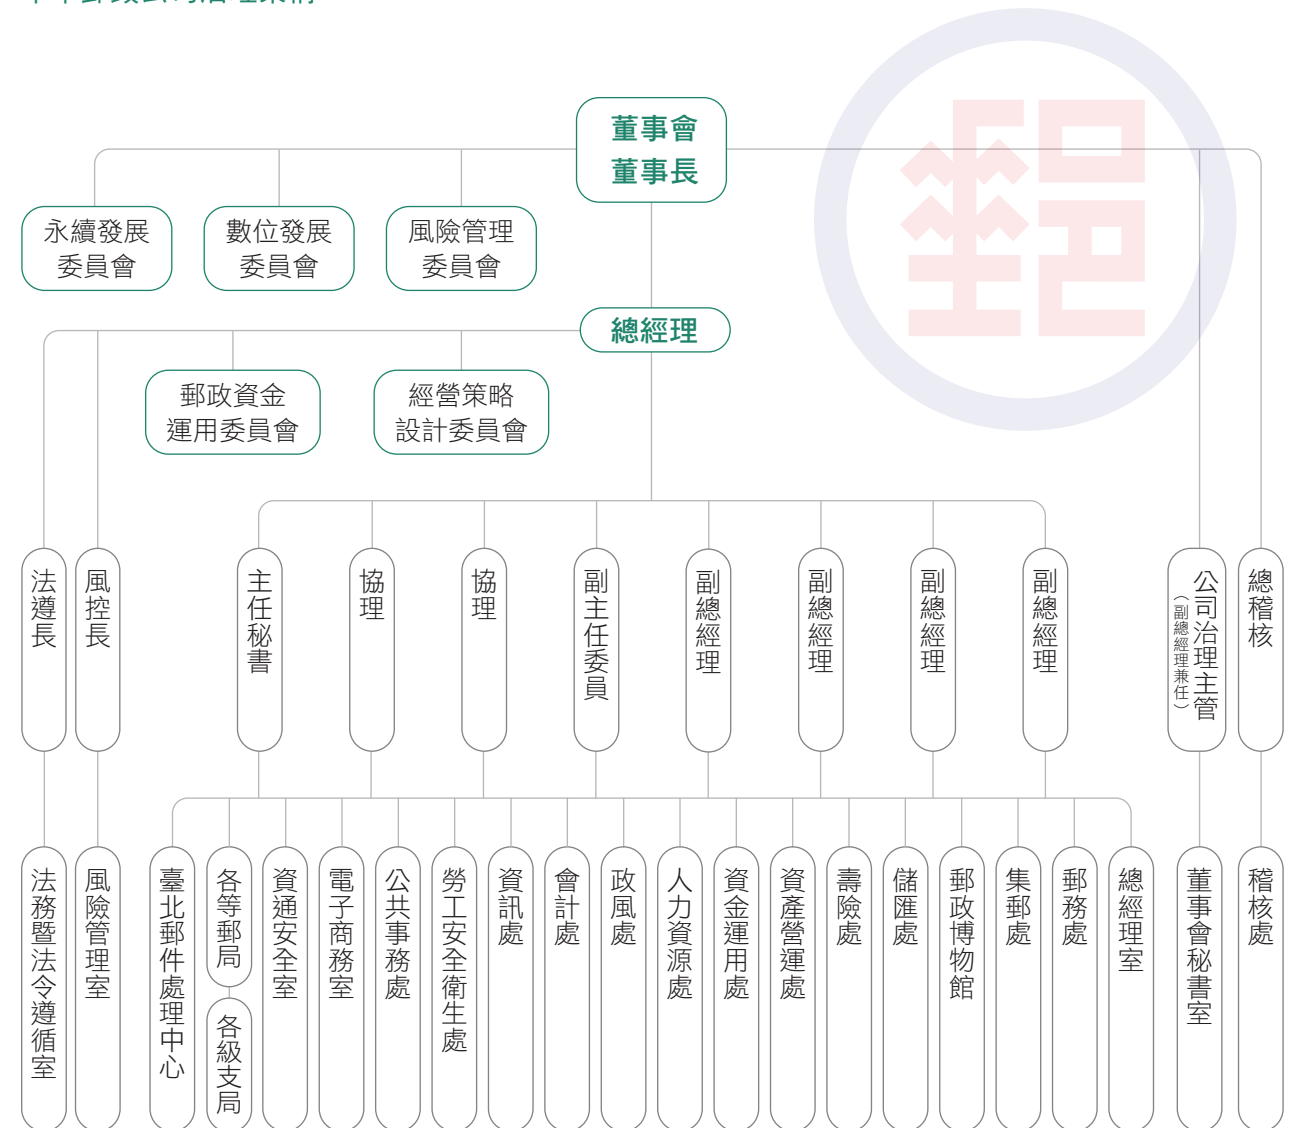 董事會
董事長
永續發展
委員會
數位發展
委員會
風險管理
委員會
總經理
郵政資金
運用委員會
經營策略
設計委員會
法遵長
風控長
主任秘書
協理
協理
副主任委員
副總經理
副總經理
副總經理
副總經理
公司治理主管
（副總經理兼任）
總稽核
法務暨法令遵循室
風險管理室
臺北郵件處理中心
各等郵局
各級支局
資通安全室
電子商務室
公共事務處
勞工安全衛生處
資訊處
會計處
政風處
人力資源處
資金運用處
資產營運處
壽險處
儲匯處
郵政博物館
集郵處
郵務處
總經理室
董事會秘書室
稽核處
郵